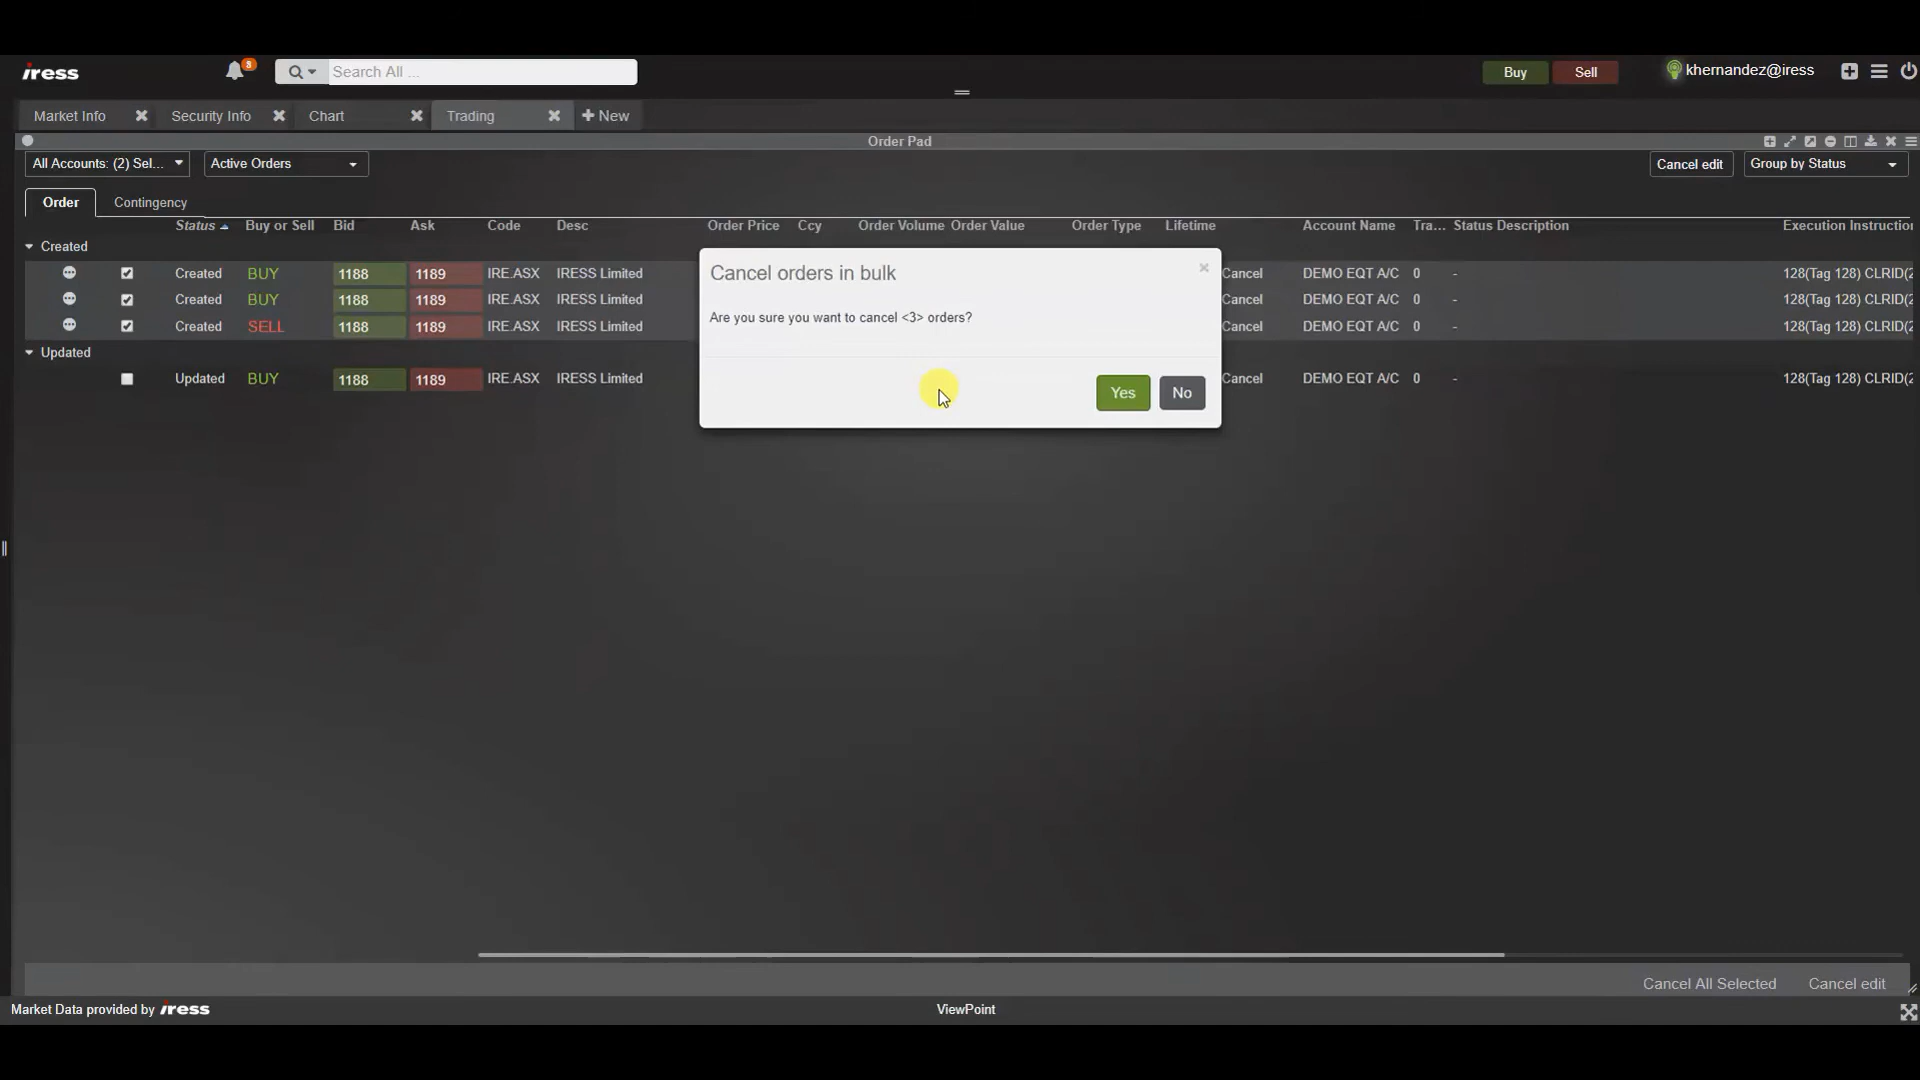 iress 8 Search All ... Buy Sell khernandez@iress
Market Info Security Info Chart Trading New
Order Pad
All Accounts: (2) Sel... Active Orders Cancel edit Group by Status
Order Contingency
Status Buy or Sell Bid Ask Code Desc Order Price Ccy Order Volume Order Value Order Type Lifetime Account Name Tra... Status Description Execution Instruction
Created
Created BUY 1188 1189 IRE.ASX IRESS Limited Cancel DEMO EQT A/C 0 - 128(Tag 128) CLRID(2
Created BUY 1188 1189 IRE.ASX IRESS Limited Cancel DEMO EQT A/C 0 - 128(Tag 128) CLRID(2
Created SELL 1188 1189 IRE.ASX IRESS Limited Cancel DEMO EQT A/C 0 - 128(Tag 128) CLRID(2
Updated
Updated BUY 1188 1189 IRE.ASX IRESS Limited Cancel DEMO EQT A/C 0 - 128(Tag 128) CLRID(2
Cancel orders in bulk
Are you sure you want to cancel <3> orders?
Yes No
Cancel All Selected Cancel edit
Market Data provided by iress ViewPoint